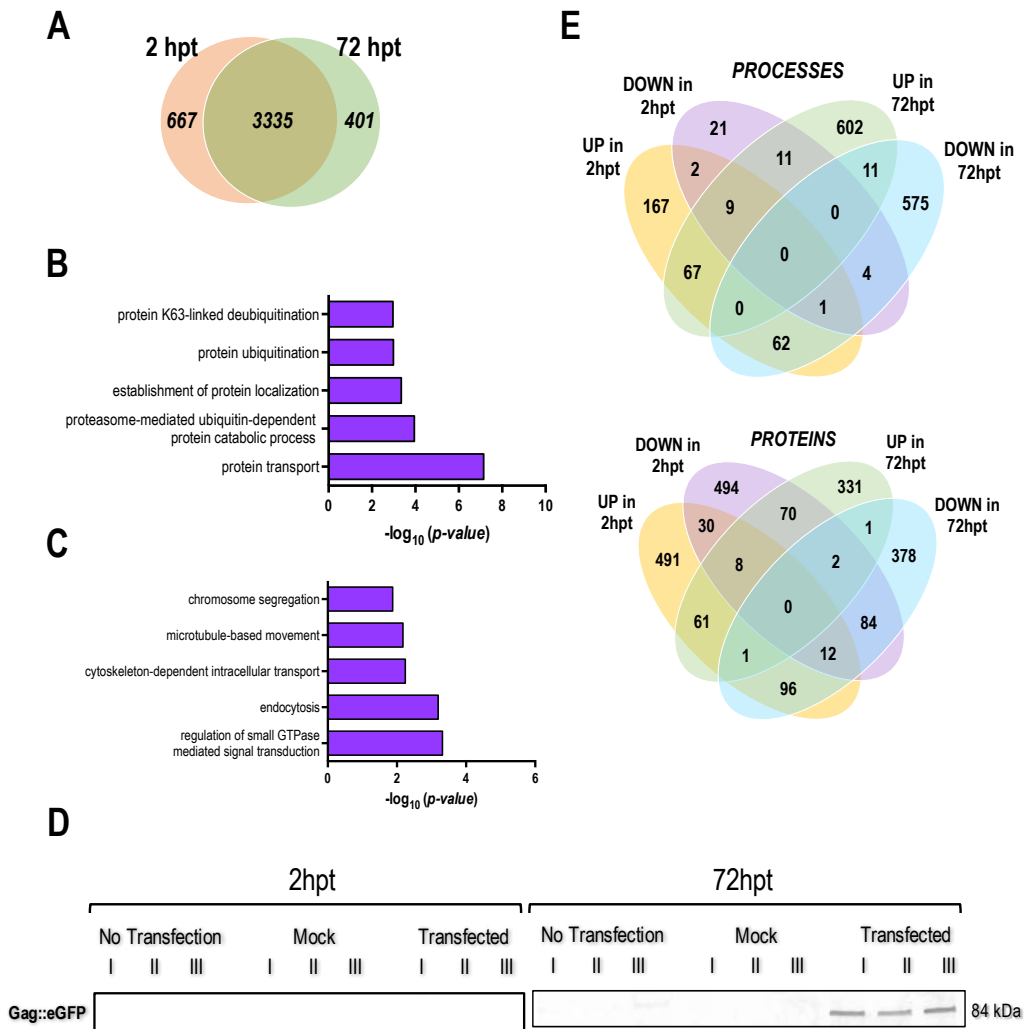 A
2 hpt
72 hpt
667
3335
401
B
protein K63-linked deubiquitination
protein ubiquitination
establishment of protein localization
proteasome-mediated ubiquitin-dependent
protein catabolic process
protein transport
0 2 4 6 8 10
-log10 (p-value)
C
chromosome segregation
microtubule-based movement
cytoskeleton-dependent intracellular transport
endocytosis
regulation of small GTPase
mediated signal transduction
0 2 4 6
-log10 (p-value)
E
PROCESSES
DOWN in
2hpt
UP in
72hpt
UP in
2hpt
DOWN in
72hpt
21
602
2
11
11
167
9
0
575
0
67
4
0
1
62
PROTEINS
DOWN in
2hpt
UP in
72hpt
UP in
2hpt
DOWN in
72hpt
494
331
30
70
1
491
8
2
378
0
61
84
1
12
96
D
2hpt
72hpt
No Transfection Mock Transfected
No Transfection Mock Transfected
I II III I II III I II III
I II III I II III I II III
Gag::eGFP
84 kDa